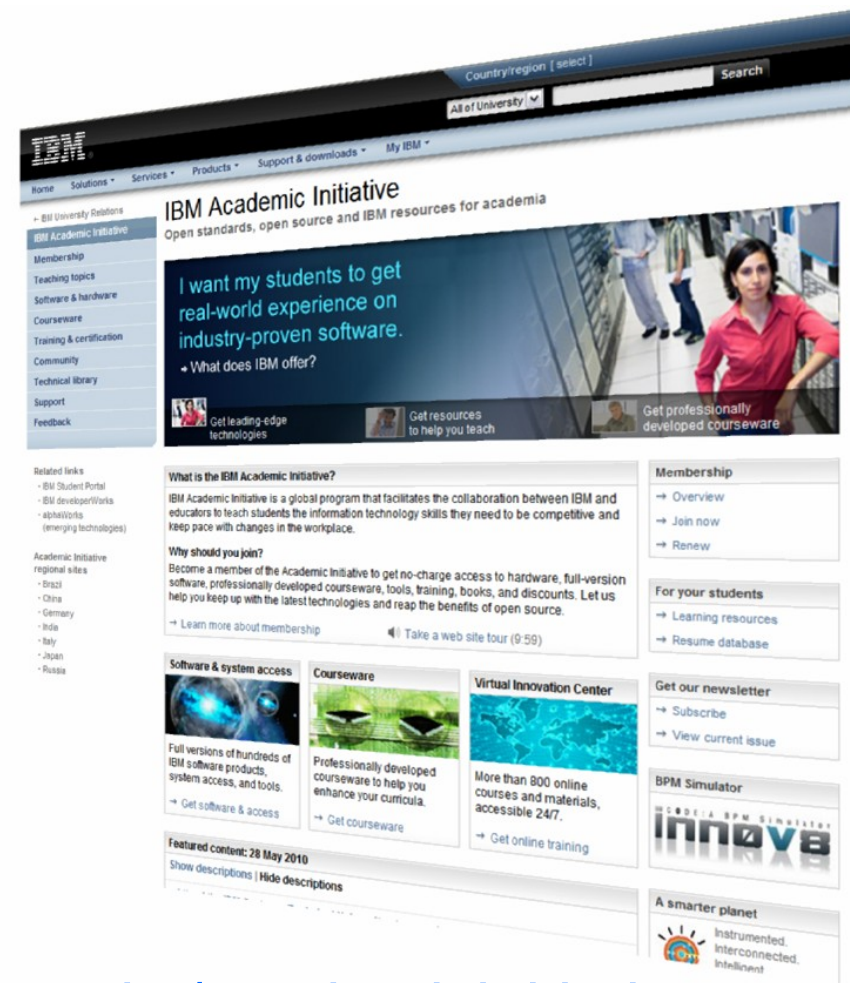 Country/region [ select ]
All of University
Search
IBM
Home Solutions Services Products Support & downloads My IBM
← IBM University Relations
IBM Academic Initiative
Membership
Teaching topics
Software & hardware
Courseware
Training & certification
Community
Technical library
Support
Feedback
Related links
- IBM Student Portal
- IBM developerWorks
- alphaWorks
(emerging technologies)
Academic Initiative
regional sites
- Brazil
- China
- Germany
- India
- Italy
- Japan
- Russia
IBM Academic Initiative
Open standards, open source and IBM resources for academia
I want my students to get
real-world experience on
industry-proven software.
→ What does IBM offer?
Get leading-edge
technologies
Get resources
to help you teach
Get professionally
developed courseware
What is the IBM Academic Initiative?
IBM Academic Initiative is a global program that facilitates the collaboration between IBM and
educators to teach students the information technology skills they need to be competitive and
keep pace with changes in the workplace.
Why should you join?
Become a member of the Academic Initiative to get no-charge access to hardware, full-version
software, professionally developed courseware, tools, training, books, and discounts. Let us
help you keep up with the latest technologies and reap the benefits of open source.
→ Learn more about membership
Take a web site tour (9:59)
Software & system access
Full versions of hundreds of
IBM software products,
system access, and tools.
→ Get software & access
Courseware
Professionally developed
courseware to help you
enhance your curricula.
→ Get courseware
Virtual Innovation Center
More than 800 online
courses and materials,
accessible 24/7.
→ Get online training
Featured content: 28 May 2010
Show descriptions | Hide descriptions
Membership
→ Overview
→ Join now
→ Renew
For your students
→ Learning resources
→ Resume database
Get our newsletter
→ Subscribe
→ View current issue
BPM Simulator
CODE: A BPM Simulator
INNOV8
A smarter planet
Instrumented.
Interconnected.
Intelligent